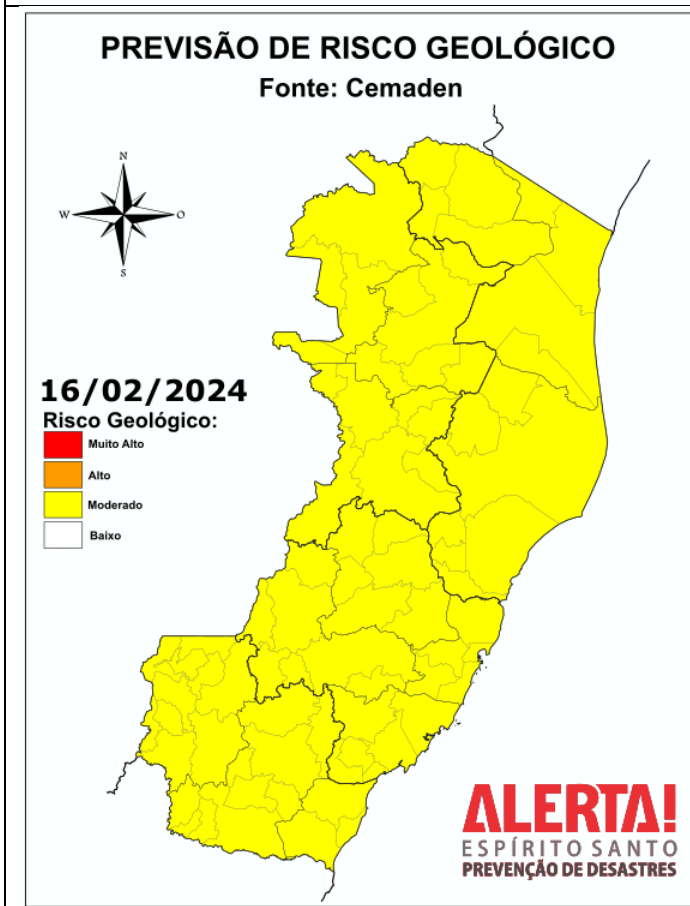 PREVISÃO DE RISCO GEOLÓGICO
Fonte: Cemaden
N
W
O
S
16/02/2024
Risco Geológico:
Muito Alto
Alto
Moderado
Baixo
ALERTA!
ESPÍRITO SANTO
PREVENÇÃO DE DESASTRES